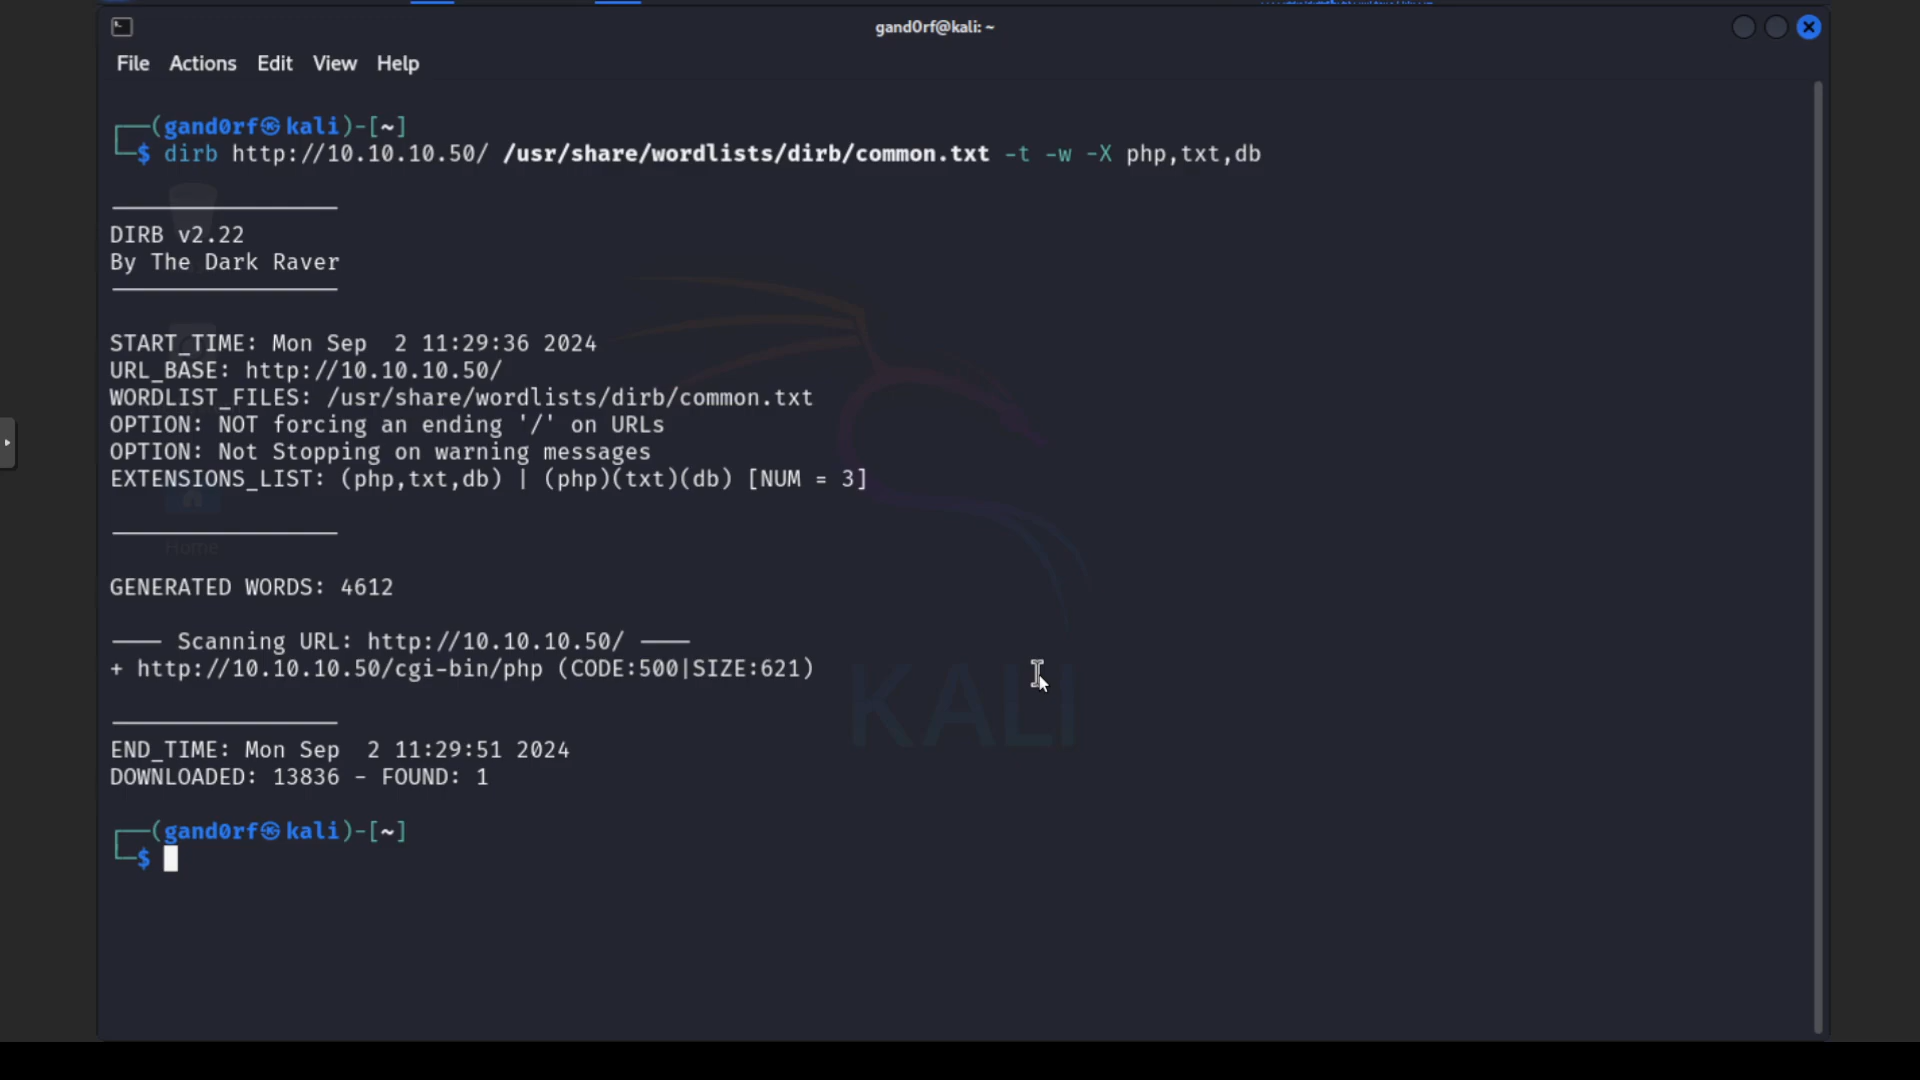 gand0rf@kali: ~
File Actions Edit View Help
┌──(gand0rf㉿kali)-[~]
└─$ dirb http://10.10.10.50/ /usr/share/wordlists/dirb/common.txt -t -w -X php,txt,db
DIRB v2.22
By The Dark Raver
START_TIME: Mon Sep  2 11:29:36 2024
URL_BASE: http://10.10.10.50/
WORDLIST_FILES: /usr/share/wordlists/dirb/common.txt
OPTION: NOT forcing an ending '/' on URLs
OPTION: Not Stopping on warning messages
EXTENSIONS_LIST: (php,txt,db) | (php)(txt)(db) [NUM = 3]
Home
GENERATED WORDS: 4612
―― Scanning URL: http://10.10.10.50/ ――
+ http://10.10.10.50/cgi-bin/php (CODE:500|SIZE:621)
KALI
END_TIME: Mon Sep  2 11:29:51 2024
DOWNLOADED: 13836 - FOUND: 1
┌──(gand0rf㉿kali)-[~]
└─$